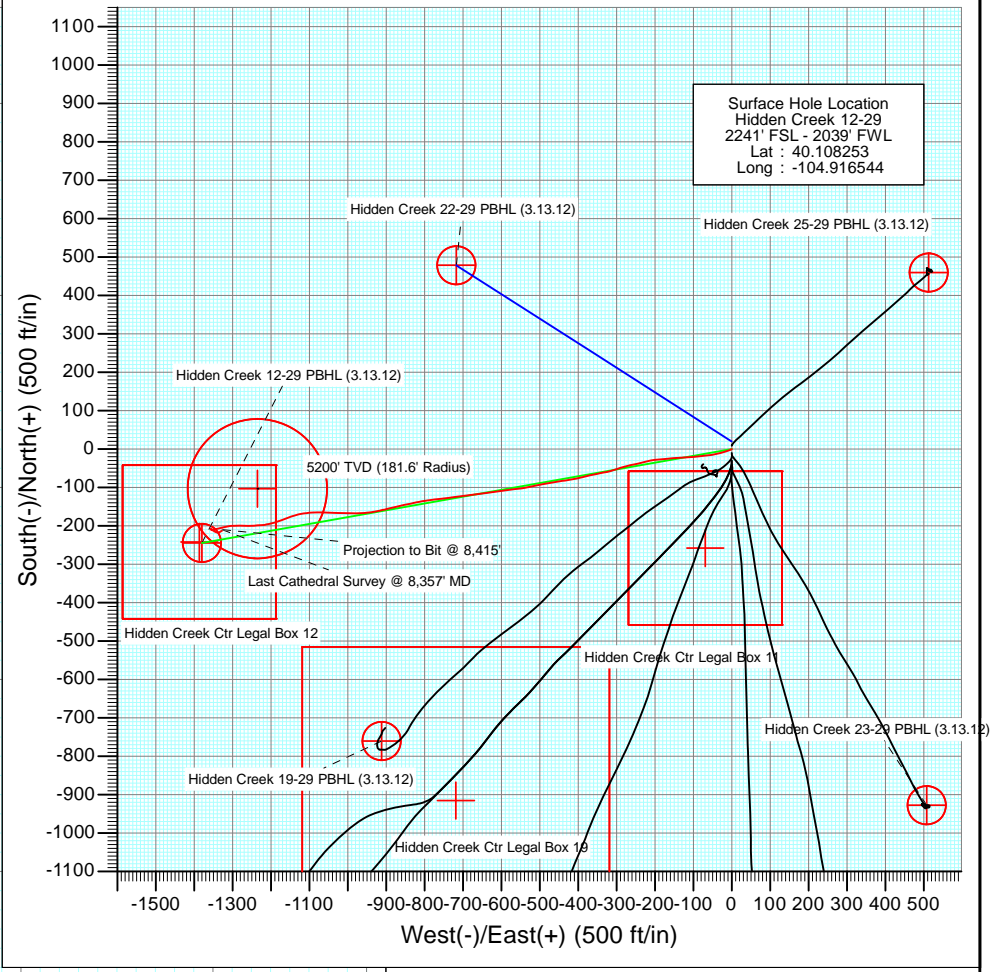 1100
1000
900
800
700
600
500
400
300
200
100
0
-100
-200
-300
-400
-500
-600
-700
-800
-900
-1000
-1100
South(-)/North(+) (500 ft/in)
Surface Hole Location
Hidden Creek 12-29
2241' FSL - 2039' FWL
Lat : 40.108253
Long : -104.916544
Hidden Creek 22-29 PBHL (3.13.12)
Hidden Creek 25-29 PBHL (3.13.12)
Hidden Creek 12-29 PBHL (3.13.12)
5200' TVD (181.6' Radius)
Projection to Bit @ 8,415'
Last Cathedral Survey @ 8,357' MD
Hidden Creek Ctr Legal Box 12
Hidden Creek Ctr Legal Box 11
Hidden Creek 23-29 PBHL (3.13.12)
Hidden Creek 19-29 PBHL (3.13.12)
Hidden Creek Ctr Legal Box 19
-1500 -1300 -1100 -900 -800 -700 -600 -500 -400 -300 -200 -100 0 100 200 300 400 500
West(-)/East(+) (500 ft/in)